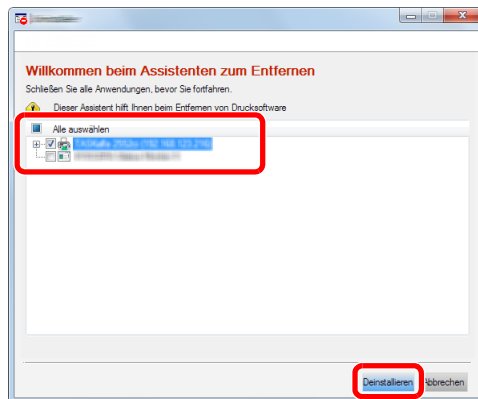 Willkommen beim Assistenten zum Entfernen
Schließen Sie alle Anwendungen, bevor Sie fortfahren.
Dieser Assistent hilft Ihnen beim Entfernen von Drucksoftware
Alle auswählen
Deinstallieren
Abbrechen